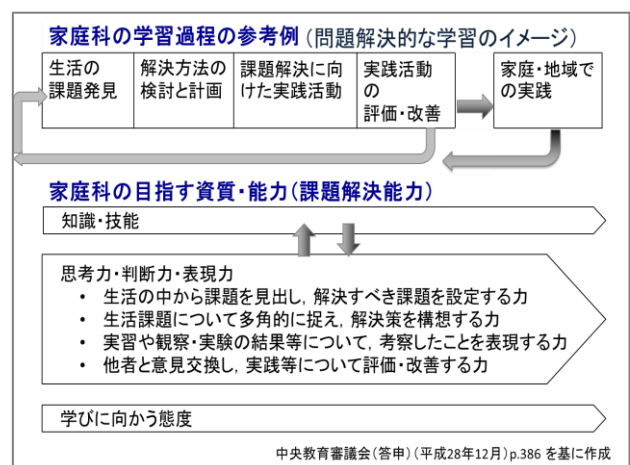 家庭科の学習過程の参考例(問題解決的な学習のイメージ)
生活の
課題発見
解決方法の
検討と計画
課題解決に向
けた実践活動
実践活動
の
評価・改善
家庭・地域で
の実践
家庭科の目指す資質・能力(課題解決能力)
知識・技能
思考力・判断力・表現力
• 生活の中から課題を見出し,解決すべき課題を設定する力
• 生活課題について多角的に捉え,解決策を構想する力
• 実習や観察・実験の結果等について,考察したことを表現する力
• 他者と意見交換し,実践等について評価・改善する力
学びに向かう態度
中央教育審議会(答申)(平成28年12月)p.386 を基に作成